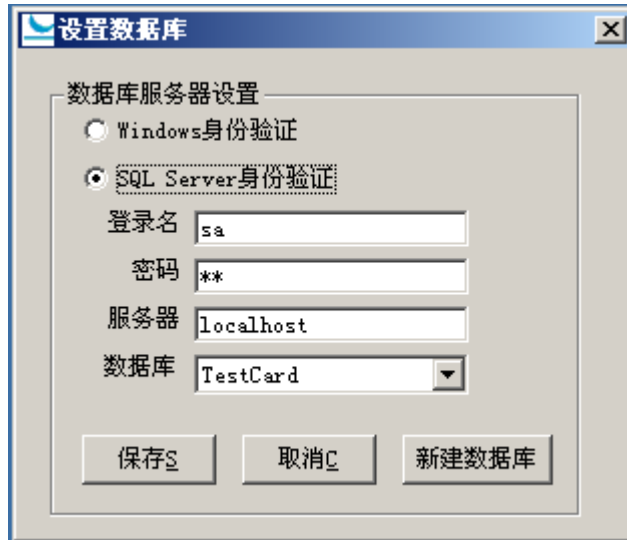 设置数据库
数据库服务器设置
Windows身份验证
SQL Server身份验证
登录名 sa
密码 **
服务器 localhost
数据库 TestCard
保存S 取消C 新建数据库